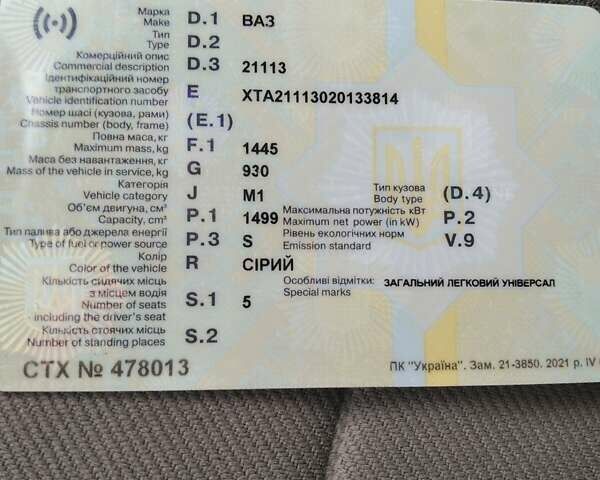 Марка D.1 ВАЗ
Make
Тип D.2
Type
Комерційний опис D.3 21113
Commercial description
Ідентифікаційний номер
транспортного засобу E XTA21113020133814
Vehicle identification number
Номер шасі (кузова, рами) (E.1)
Chassis number (body, frame)
Повна маса, кг F.1 1445
Maximum mass, kg
Маса без навантаження, кг G 930
Mass of the vehicle in service, kg
Категорія J M1 Тип кузова (D.4)
Vehicle category Body type
Об'єм двигуна, см³ P.1 1499 Максимальна потужність кВт P.2
Capacity, cm³ Maximum net power (in kW)
Тип палива або джерела енергії P.3 S Рівень екологічних норм V.9
Type of fuel or power source Emission standard
Колір R СІРИЙ
Color of the vehicle
Кількість сидячих місць Особливі відмітки: ЗАГАЛЬНИЙ ЛЕГКОВИЙ УНІВЕРСАЛ
з місцем водія S.1 5 Special marks
Number of seats
including the driver's seat
Кількість стоячих місць S.2
Number of standing places
СТХ № 478013 ПК "Україна". Зам. 21-3850. 2021 р. IV